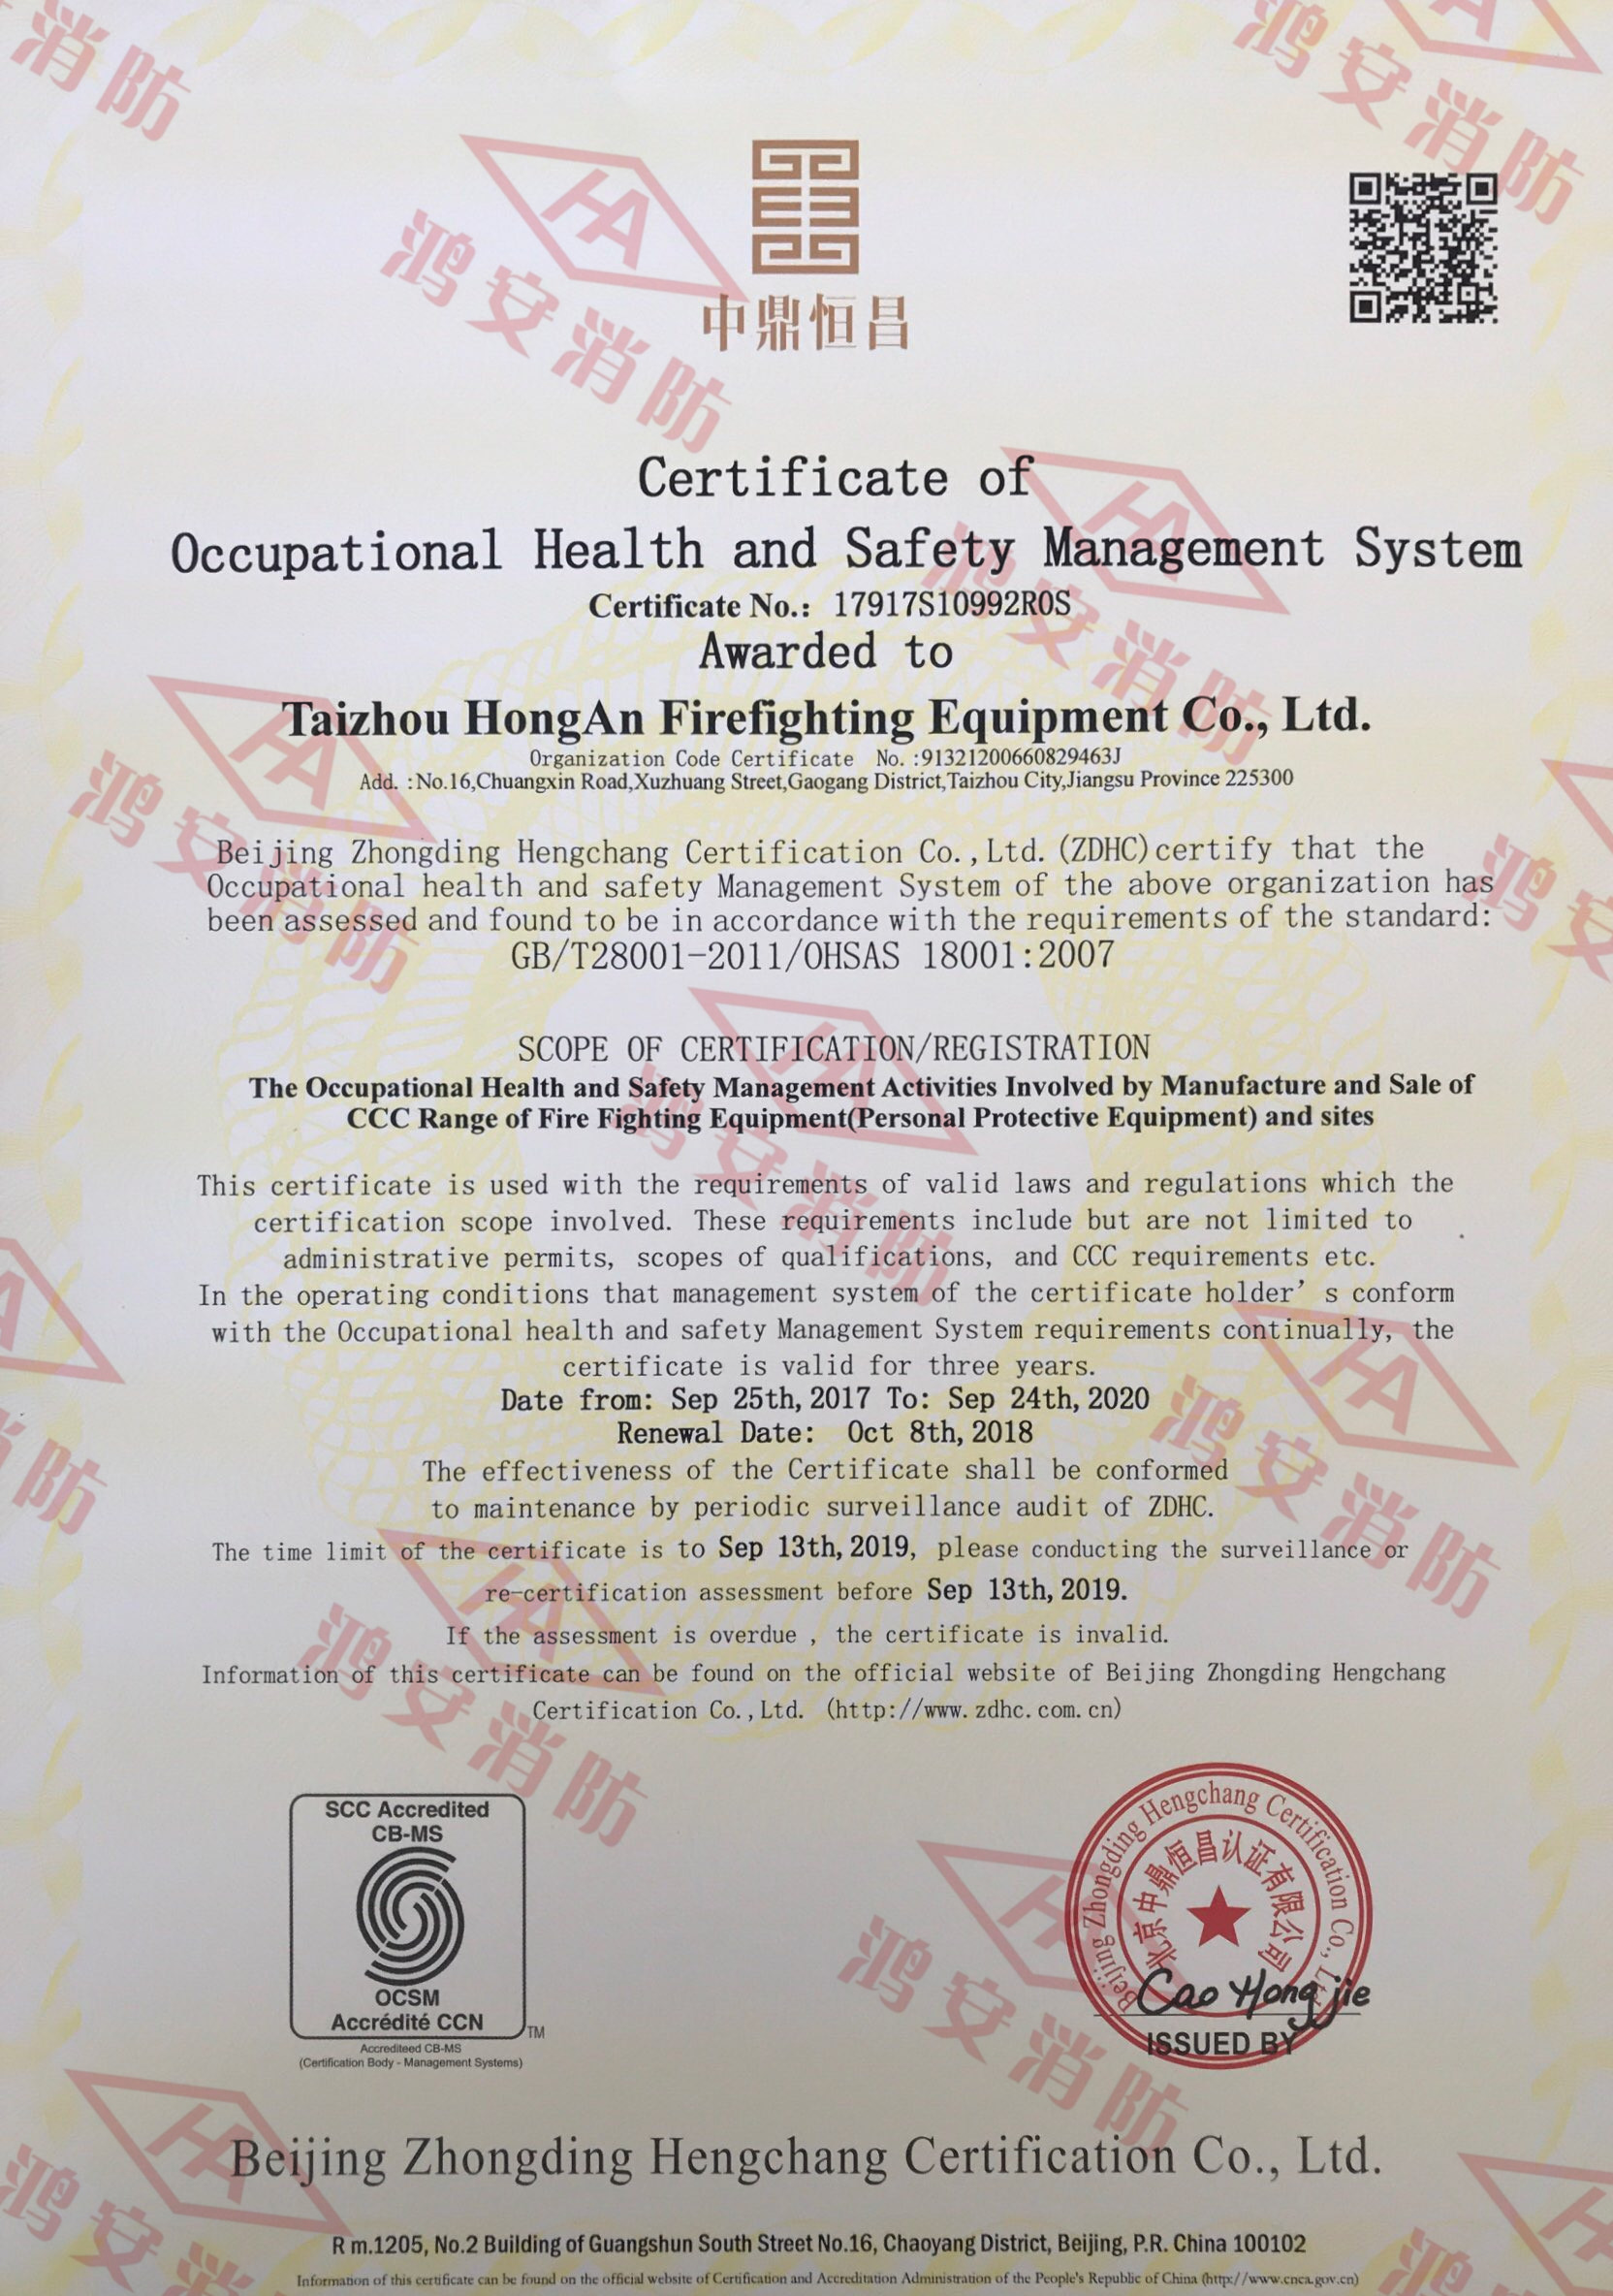 中鼎恒昌
Certificate of
Occupational Health and Safety Management System
Certificate No.: 17917S10992R0S
Awarded to
Taizhou HongAn Firefighting Equipment Co., Ltd.
Organization Code Certificate No. :91321200660829463J
Add. :No.16,Chuangxin Road,Xuzhuang Street,Gaogang District,Taizhou City,Jiangsu Province 225300
Beijing Zhongding Hengchang Certification Co., Ltd. (ZDHC) certify that the
Occupational health and safety Management System of the above organization has
been assessed and found to be in accordance with the requirements of the standard:
GB/T28001-2011/OHSAS 18001:2007
SCOPE OF CERTIFICATION/REGISTRATION
The Occupational Health and Safety Management Activities Involved by Manufacture and Sale of
CCC Range of Fire Fighting Equipment(Personal Protective Equipment) and sites
This certificate is used with the requirements of valid laws and regulations which the
certification scope involved. These requirements include but are not limited to
administrative permits, scopes of qualifications, and CCC requirements etc.
In the operating conditions that management system of the certificate holder' s conform
with the Occupational health and safety Management System requirements continually, the
certificate is valid for three years.
Date from: Sep 25th, 2017 To: Sep 24th, 2020
Renewal Date: Oct 8th, 2018
The effectiveness of the Certificate shall be conformed
to maintenance by periodic surveillance audit of ZDHC.
The time limit of the certificate is to Sep 13th, 2019, please conducting the surveillance or
re-certification assessment before Sep 13th, 2019.
If the assessment is overdue , the certificate is invalid.
Information of this certificate can be found on the official website of Beijing Zhongding Hengchang
Certification Co., Ltd. (http://www.zdhc.com.cn)
SCC Accredited
CB-MS
OCSM
Accrédité CCN
TM
Accrediteed CB-MS
(Certification Body - Management Systems)
Beijing Zhongding Hengchang Certification Co., Ltd.
北京中鼎恒昌认证有限公司
Cao Hongjie
ISSUED BY
Beijing Zhongding Hengchang Certification Co., Ltd.
R m.1205, No.2 Building of Guangshun South Street No.16, Chaoyang District, Beijing, P.R. China 100102
Information of this certificate can be found on the official website of Certification and Accreditation Administration of the People's Republic of China (http://www.cnca.gov.cn)
HA
鸿安消防